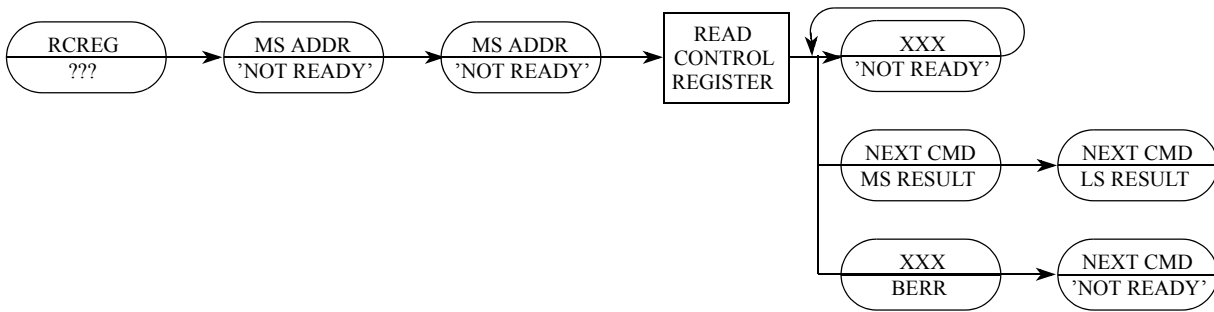 RCREG
???
MS ADDR
’NOT READY’
MS ADDR
’NOT READY’
READ
CONTROL
REGISTER
XXX
’NOT READY’
NEXT CMD
MS RESULT
NEXT CMD
LS RESULT
XXX
BERR
NEXT CMD
’NOT READY’